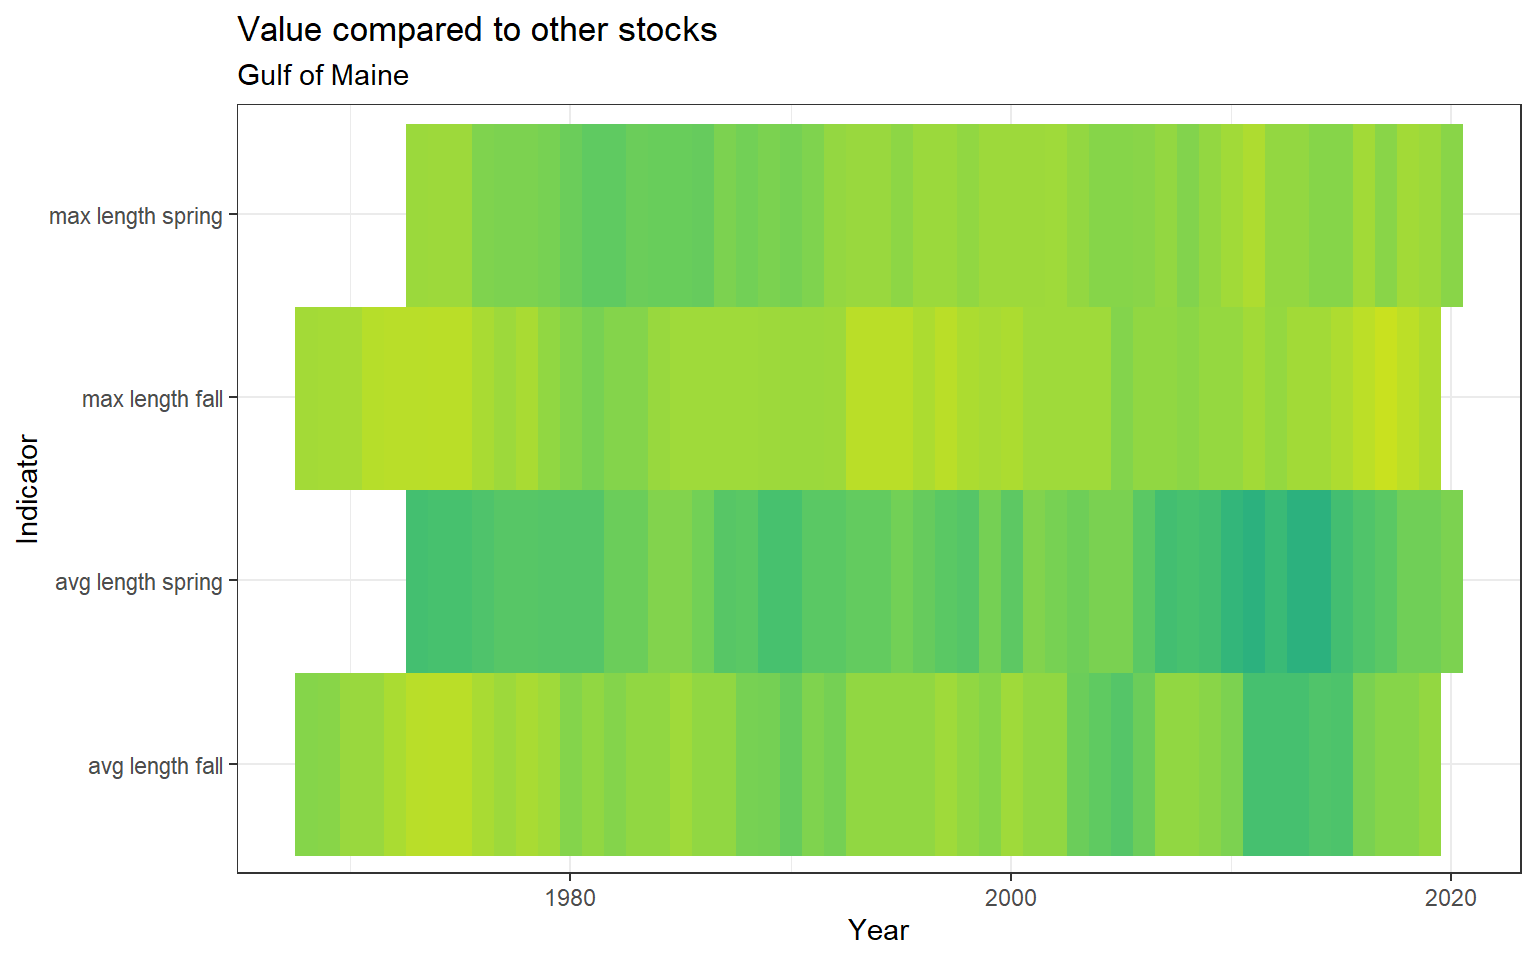 Value compared to other stocks
Gulf of Maine
max length spring
max length fall
avg length spring
avg length fall
Indicator
1980
2000
2020
Year